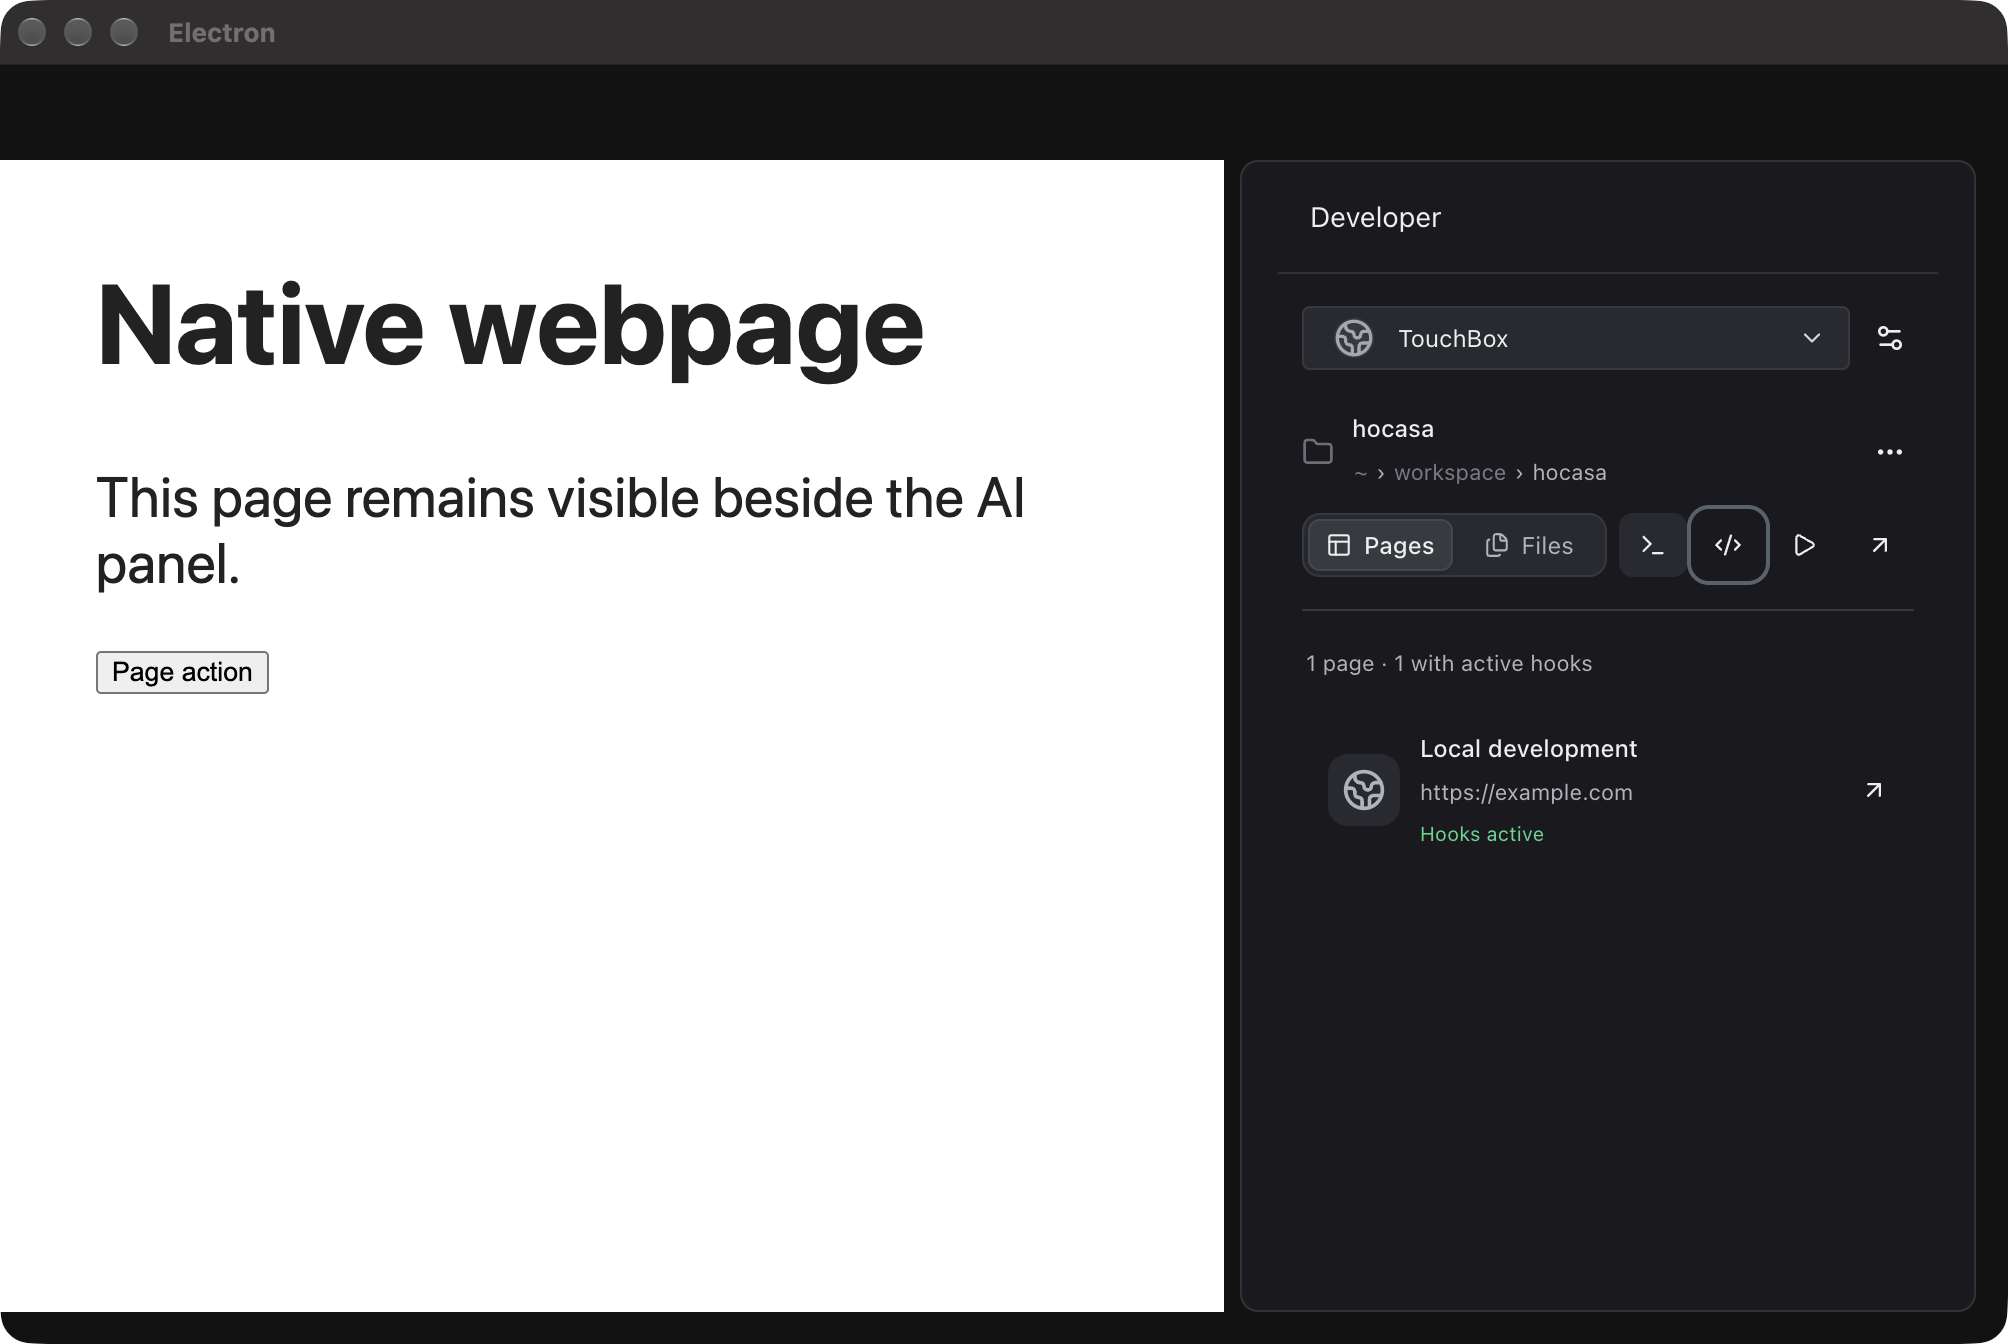 Electron
Native webpage
This page remains visible beside the AI
panel.
Page action
Developer
TouchBox
hocasa
~ › workspace › hocasa
Pages
Files
1 page · 1 with active hooks
Local development
https://example.com
Hooks active